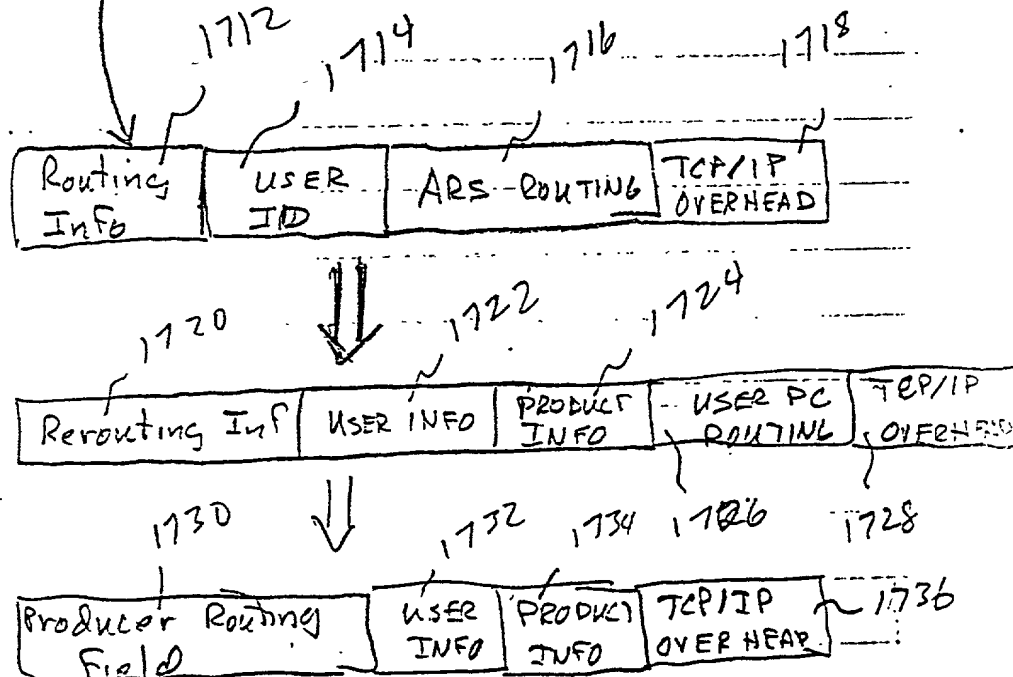 1712 1714 1716 1718
Routing USER ARS ROUTING TCP/IP
Info ID OVERHEAD
1720 1722 1724
Rerouting Inf USER INFO PRODUCT USER PC TCP/IP
INFO ROUTING OVERHEAD
1730 1732 1734 1726 1728
Producer Routing USER PRODUCT TCP/IP 1736
Field INFO INFO OVERHEAD